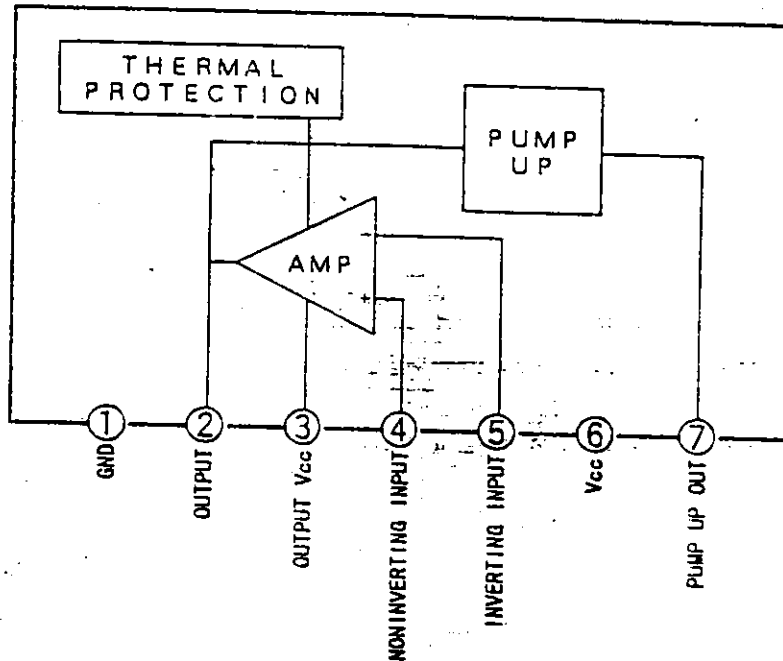 THERMAL
PROTECTION
PUMP
UP
AMP
−
+
1
2
3
4
5
6
7
GND
OUTPUT
OUTPUT Vcc
NONINVERTING INPUT
INVERTING INPUT
Vcc
PUMP UP OUT